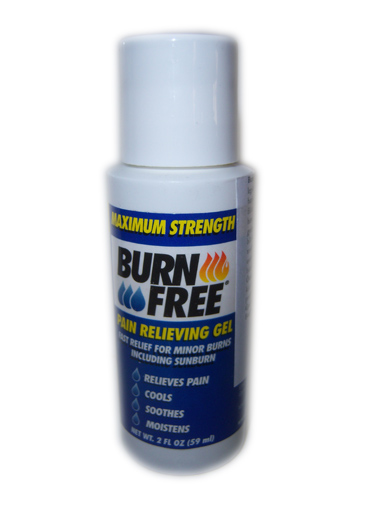 MAXIMUM STRENGTH
BURN
FREE®
PAIN RELIEVING GEL
FAST RELIEF FOR MINOR BURNS
INCLUDING SUNBURN
RELIEVES PAIN
COOLS
SOOTHES
MOISTENS
NET WT. 2 FL OZ (59 ml)